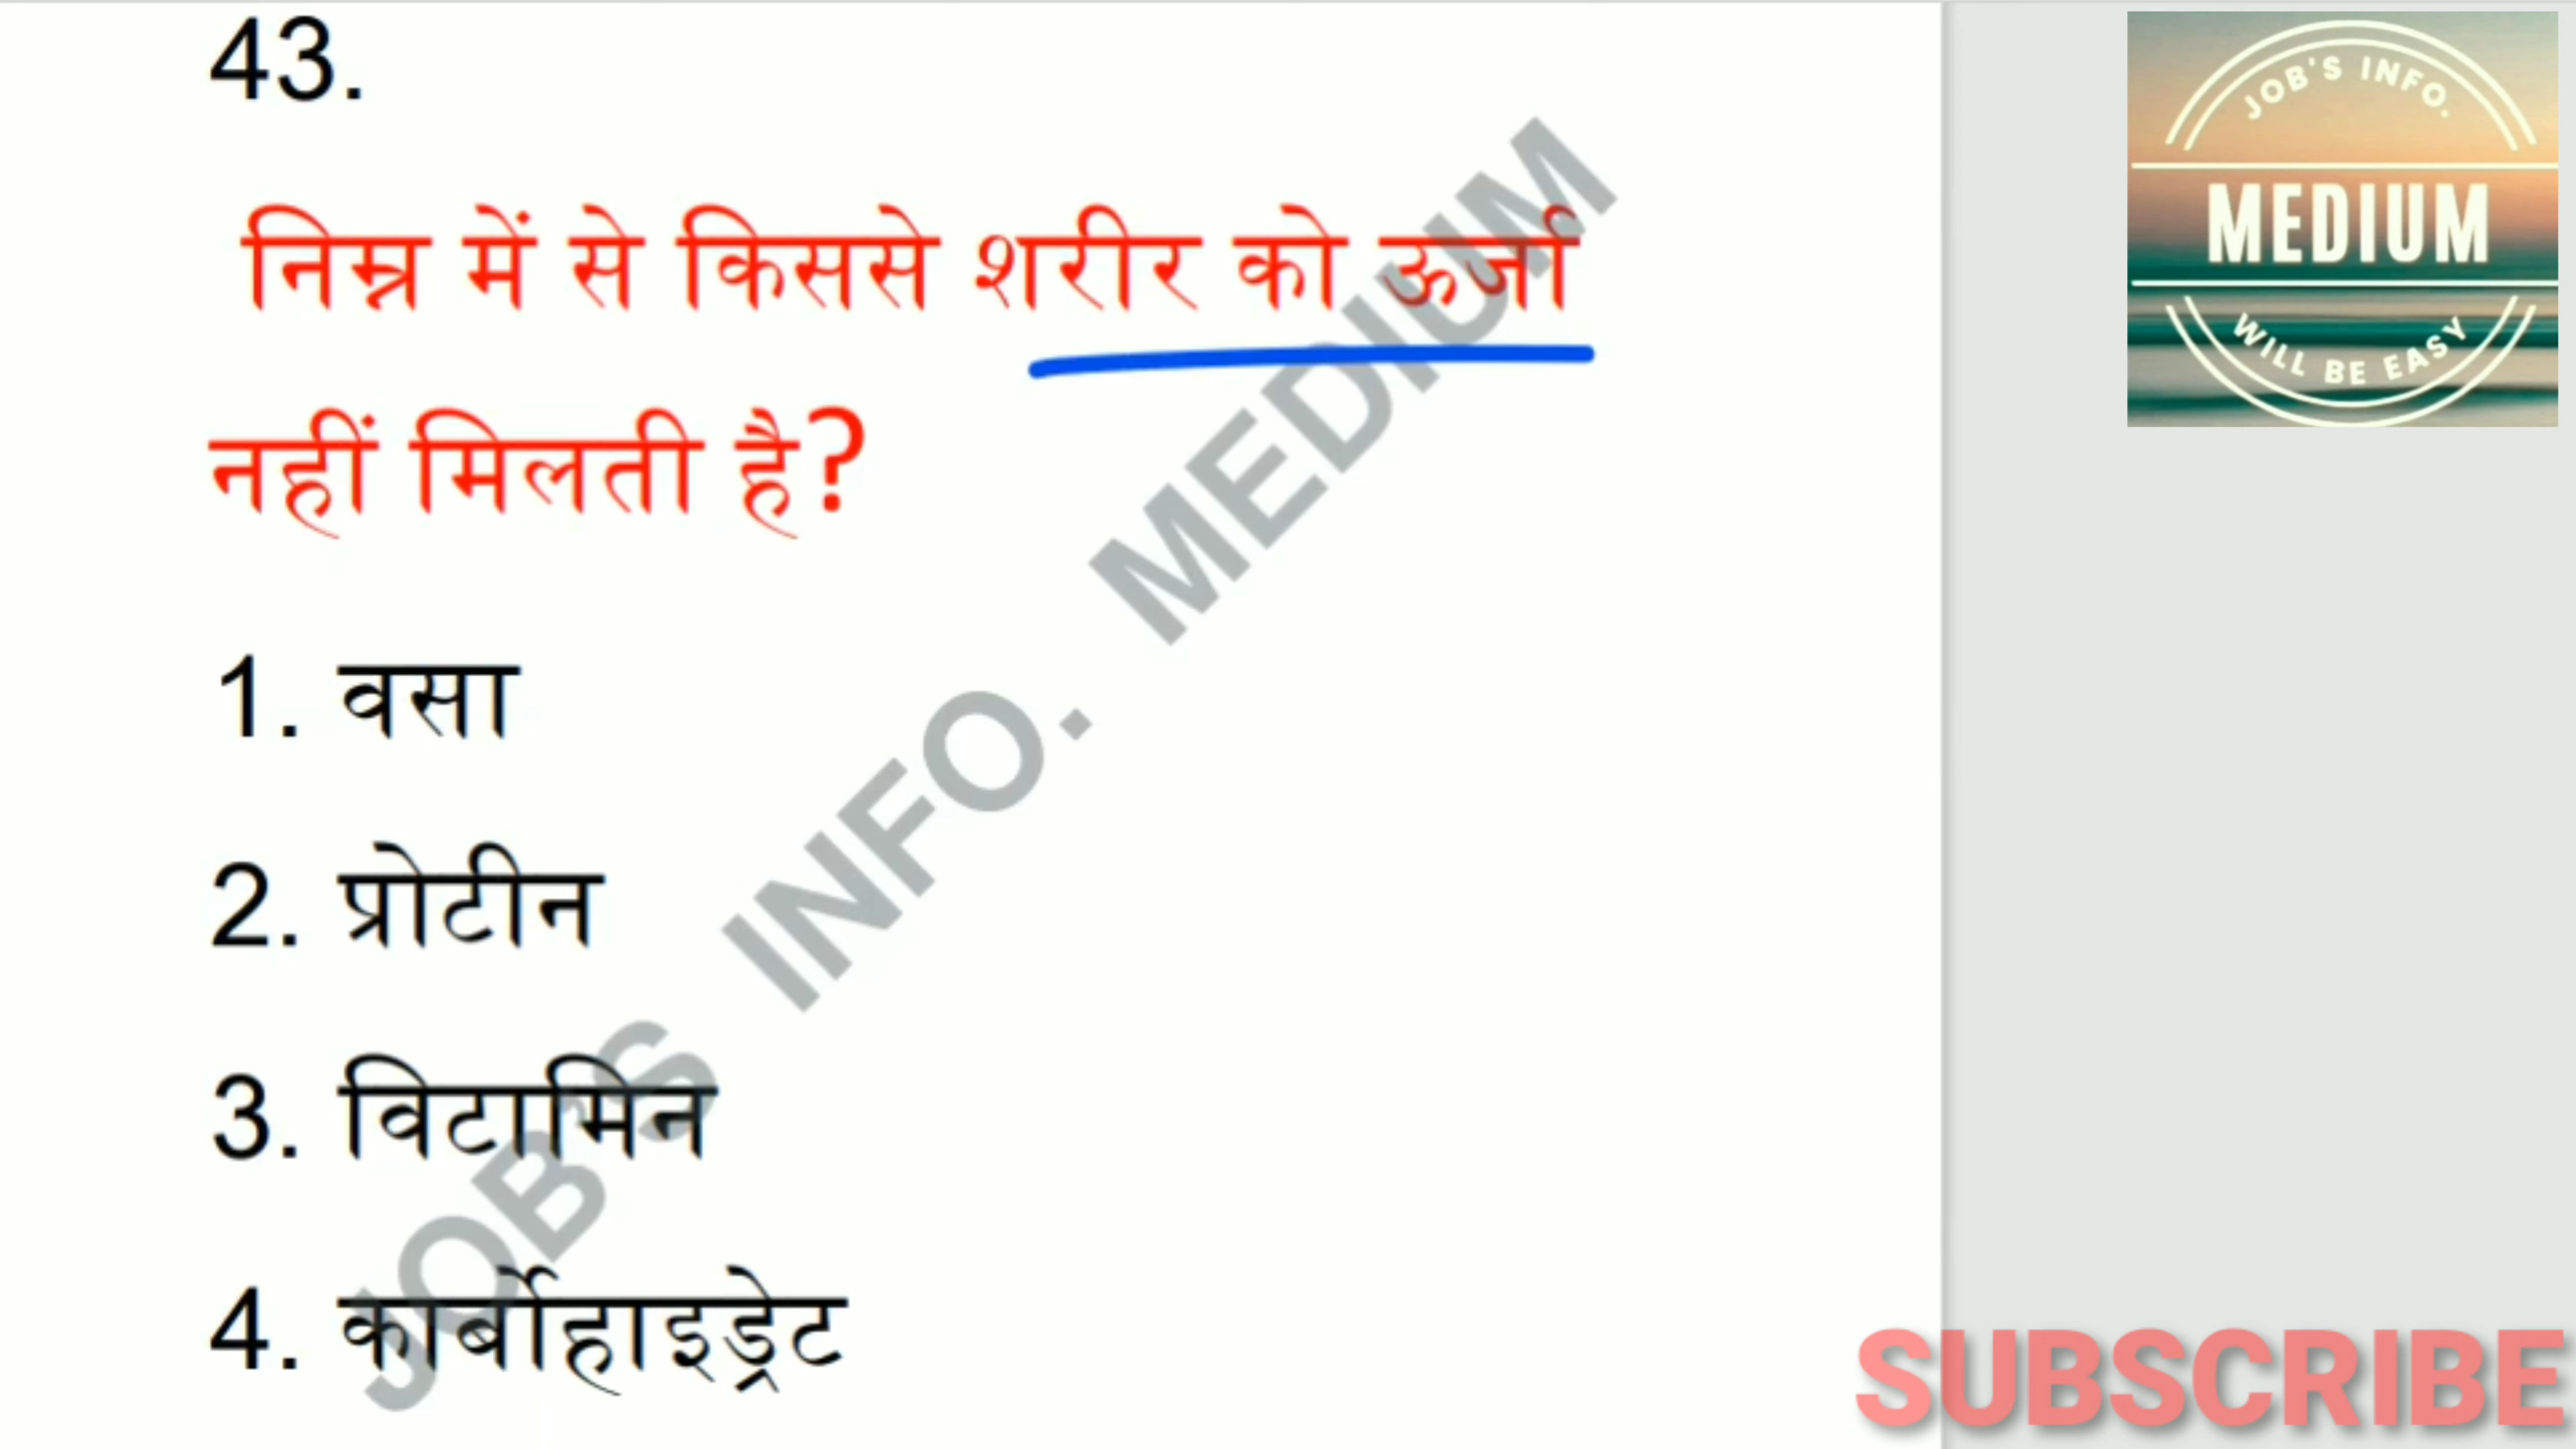 43.
निम्न में से किससे शरीर को ऊर्जा
नहीं मिलती है?
1. वसा
2. प्रोटीन
3. विटामिन
4. कार्बोहाइड्रेट
JOB'S INFO. MEDIUM
JOB'S INFO.
MEDIUM
WILL BE EASY
SUBSCRIBE